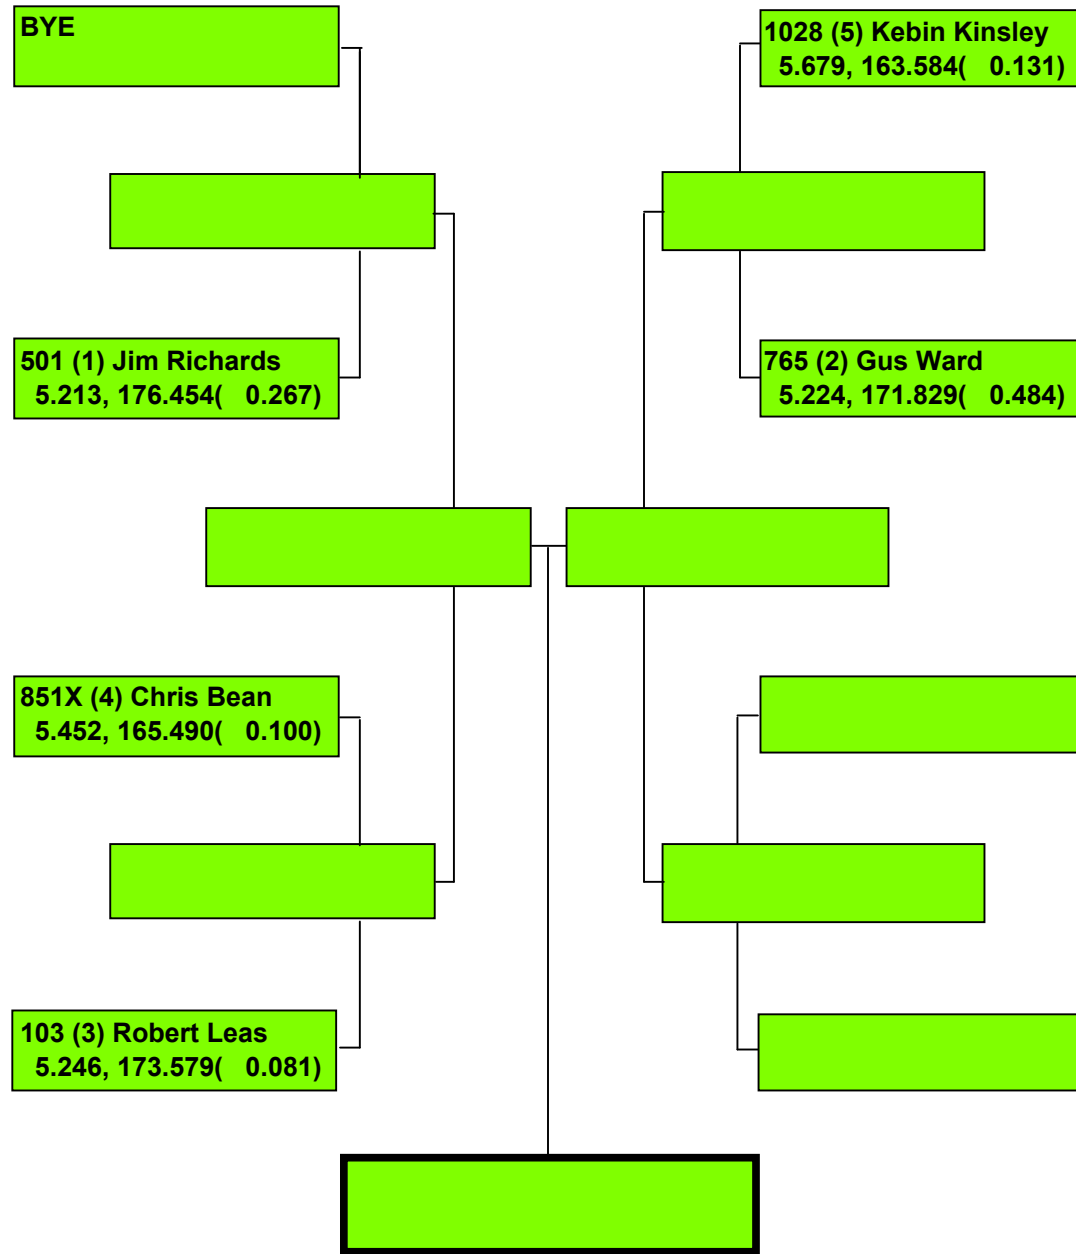 BYE
1028 (5) Kebin Kinsley
5.679, 163.584(   0.131)
501 (1) Jim Richards
5.213, 176.454(   0.267)
765 (2) Gus Ward
5.224, 171.829(   0.484)
851X (4) Chris Bean
5.452, 165.490(   0.100)
103 (3) Robert Leas
5.246, 173.579(   0.081)